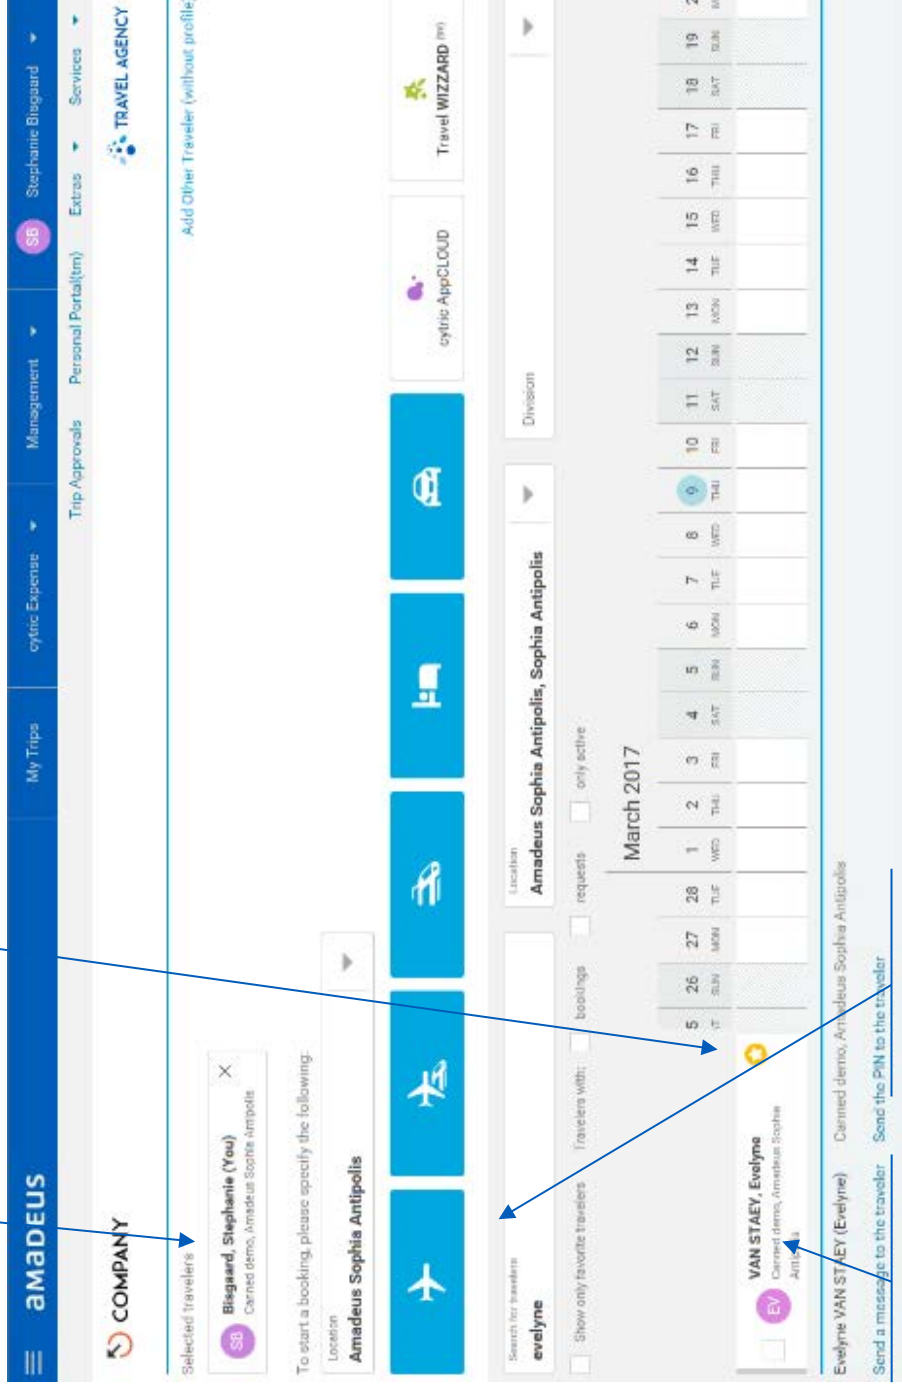 aMaDEUS
My Trips
cytric Expense
Management
SB
Stephanie Bisgaard
Trip Approvals
Personal Portal(tm)
Extras
Services
COMPANY
TRAVEL AGENCY
Selected travelers
Add Other Traveler (without profile)
SB
Bisgaard, Stephanie (You)
Canned demo, Amadeus Sophia Antipolis
To start a booking, please specify the following:
Location
Amadeus Sophia Antipolis
cytric AppCLOUD
Travel WIZZARD (tm)
Search for travelers
evelyne
Location
Amadeus Sophia Antipolis, Sophia Antipolis
Division
Show only favorite travelers
Travelers with:
bookings
requests
only active
March 2017
5 26 27 28 1 2 3 4 5 6 7 8 9 10 11 12 13 14 15 16 17 18 19
SUN MON TUE WED THU FRI SAT SUN MON TUE WED THU FRI SAT SUN MON TUE WED THU FRI SAT SUN
EV
VAN STAEY, Evelyne
Canned demo, Amadeus Sophia
Antipolis
Evelyne VAN STAEY (Evelyne)
Canned demo, Amadeus Sophia Antipolis
Send a message to the traveler
Send the PIN to the traveler